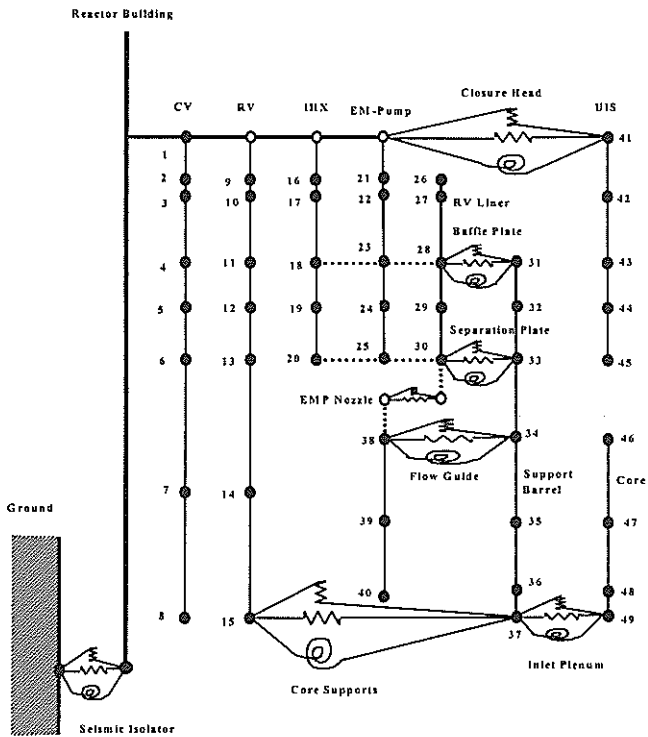 Reactor Building
Closure Head
CV RV IHX EM-Pump UIS
1 41
2 9 16 21 26
3 10 17 22 27 RV Liner 42
Baffle Plate
23 28
4 11 18 31 43
5 12 19 24 29 32 44
Separation Plate
25 30
6 13 20 33 45
EMP Nozzle
38 34 46
Flow Guide Support Core
Barrel
7 14
Ground
39 35 47
36 48
40
8 15 37 49
Inlet Plenum
Core Supports
Seismic Isolator